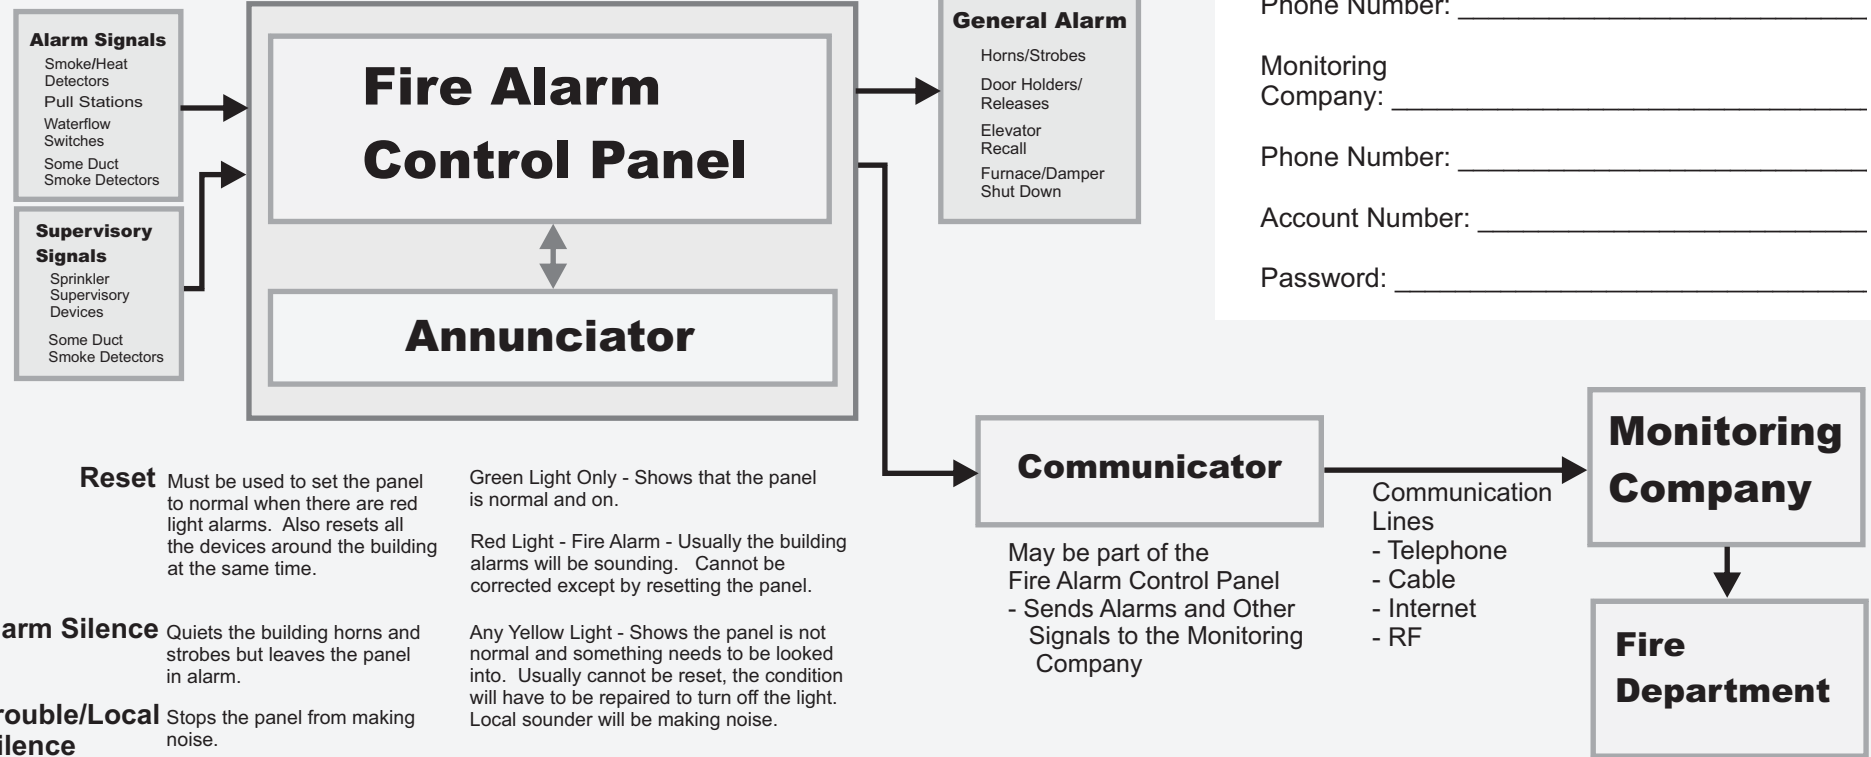 Alarm Signals
Smoke/Heat
Detectors
Pull Stations
Waterflow
Switches
Some Duct
Smoke Detectors
Supervisory
Signals
Sprinkler
Supervisory
Devices
Some Duct
Smoke Detectors
Fire Alarm
Control Panel
Annunciator
General Alarm
Horns/Strobes
Door Holders/
Releases
Elevator
Recall
Furnace/Damper
Shut Down
Phone Number:
Monitoring
Company:
Phone Number:
Account Number:
Password:
Reset
Must be used to set the panel
to normal when there are red
light alarms. Also resets all
the devices around the building
at the same time.
arm Silence
Quiets the building horns and
strobes but leaves the panel
in alarm.
rouble/Local
ilence
Stops the panel from making
noise.
Green Light Only - Shows that the panel
is normal and on.
Red Light - Fire Alarm - Usually the building
alarms will be sounding. Cannot be
corrected except by resetting the panel.
Any Yellow Light - Shows the panel is not
normal and something needs to be looked
into. Usually cannot be reset, the condition
will have to be repaired to turn off the light.
Local sounder will be making noise.
Communicator
May be part of the
Fire Alarm Control Panel
- Sends Alarms and Other
Signals to the Monitoring
Company
Communication
Lines
- Telephone
- Cable
- Internet
- RF
Monitoring
Company
Fire
Department